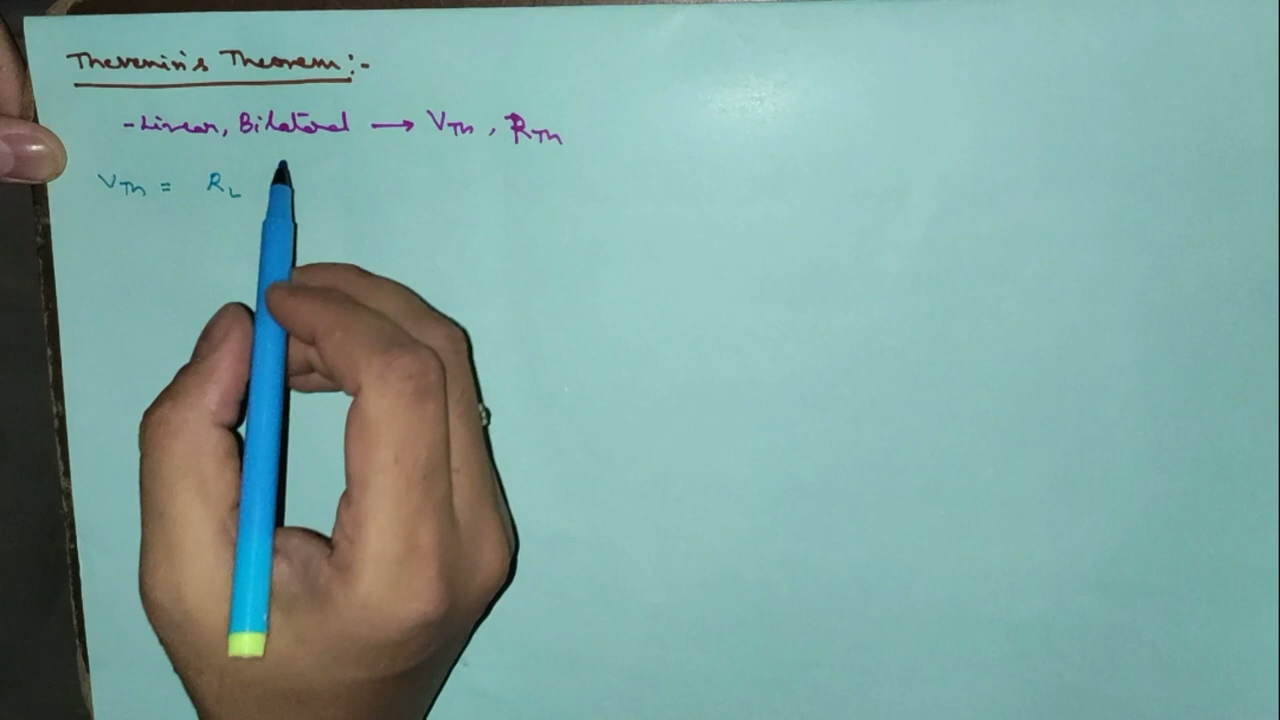 Thevenin's Theorem:-
- Linear, Bilateral → VTh, RTh
VTh = RL